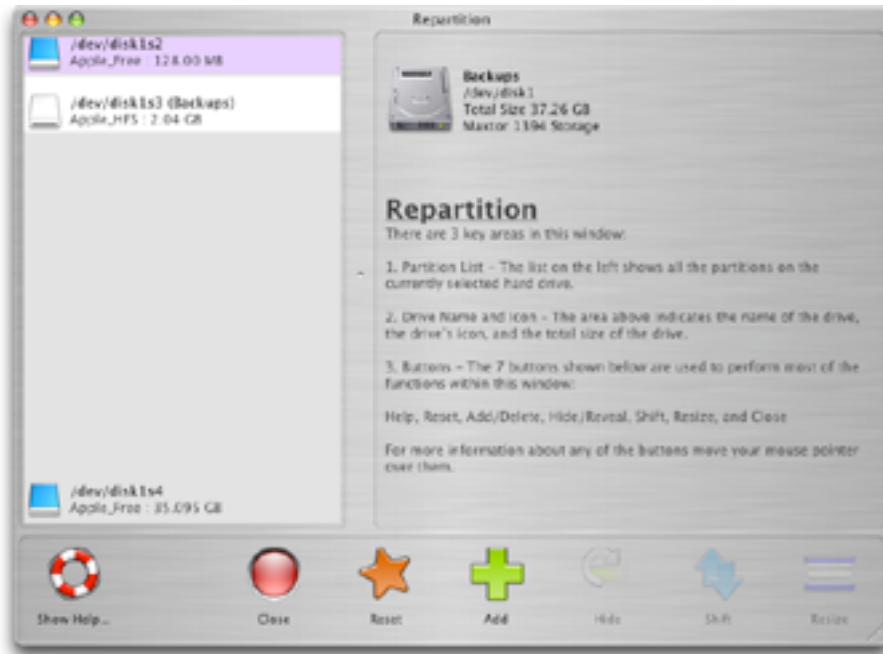 Repartition
/dev/disk1s2
Apple_Free : 128.00 MB
/dev/disk1s3 (Backups)
Apple_HFS : 2.04 GB
/dev/disk1s4
Apple_Free : 35.095 GB
Backups
/dev/disk1
Total Size 37.26 GB
Maxtor 1394 Storage
Repartition
There are 3 key areas in this window:
1. Partition List – The list on the left shows all the partitions on the
currently selected hard drive.
2. Drive Name and Icon – The area above indicates the name of the drive,
the drive's icon, and the total size of the drive.
3. Buttons – The 7 buttons shown below are used to perform most of the
functions within this window:
Help, Reset, Add/Delete, Hide/Reveal, Shift, Resize, and Close
For more information about any of the buttons move your mouse pointer
over them.
Show Help...
Close
Reset
Add
Hide
Shift
Resize